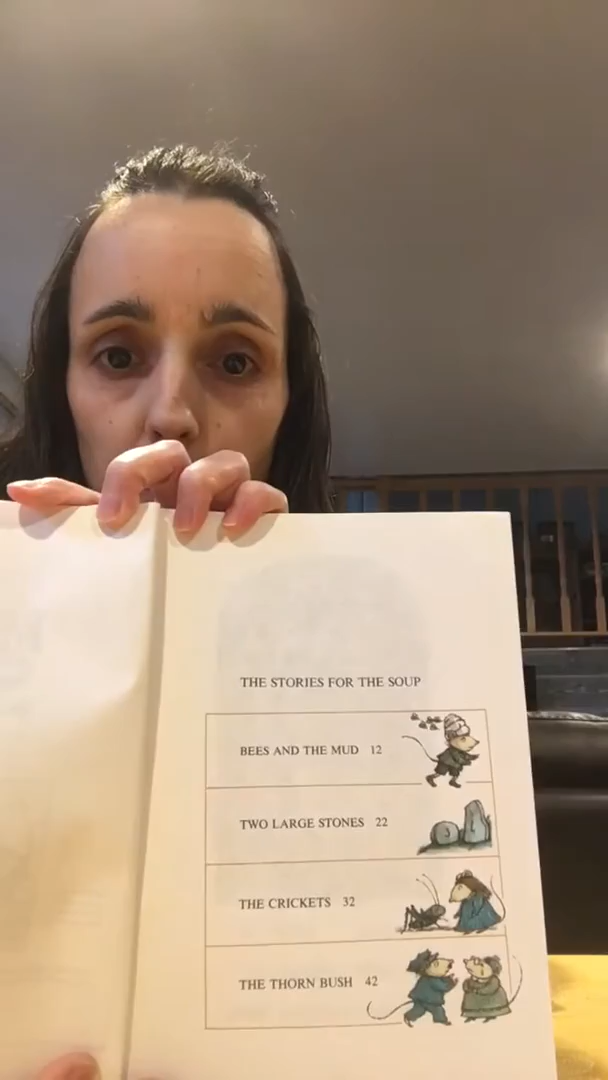 THE STORIES FOR THE SOUP
BEES AND THE MUD 12
TWO LARGE STONES 22
THE CRICKETS 32
THE THORN BUSH 42